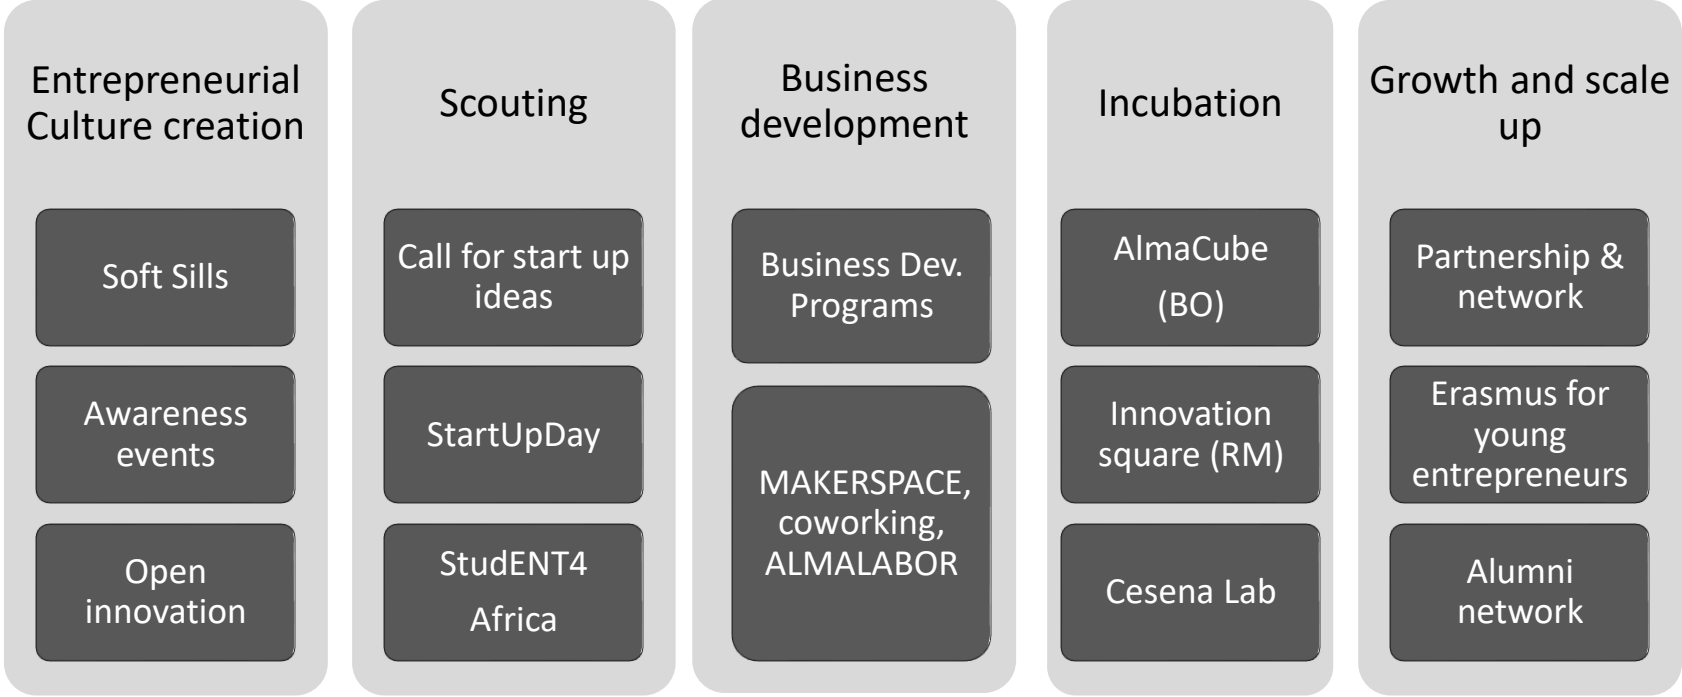 Entrepreneurial
Culture creation
Soft Sills
Awareness
events
Open
innovation
Scouting
Call for start up
ideas
StartUpDay
StudENT4
Africa
Business
development
Business Dev.
Programs
MAKERSPACE,
coworking,
ALMALABOR
Incubation
AlmaCube
(BO)
Innovation
square (RM)
Cesena Lab
Growth and scale
up
Partnership &
network
Erasmus for
young
entrepreneurs
Alumni
network